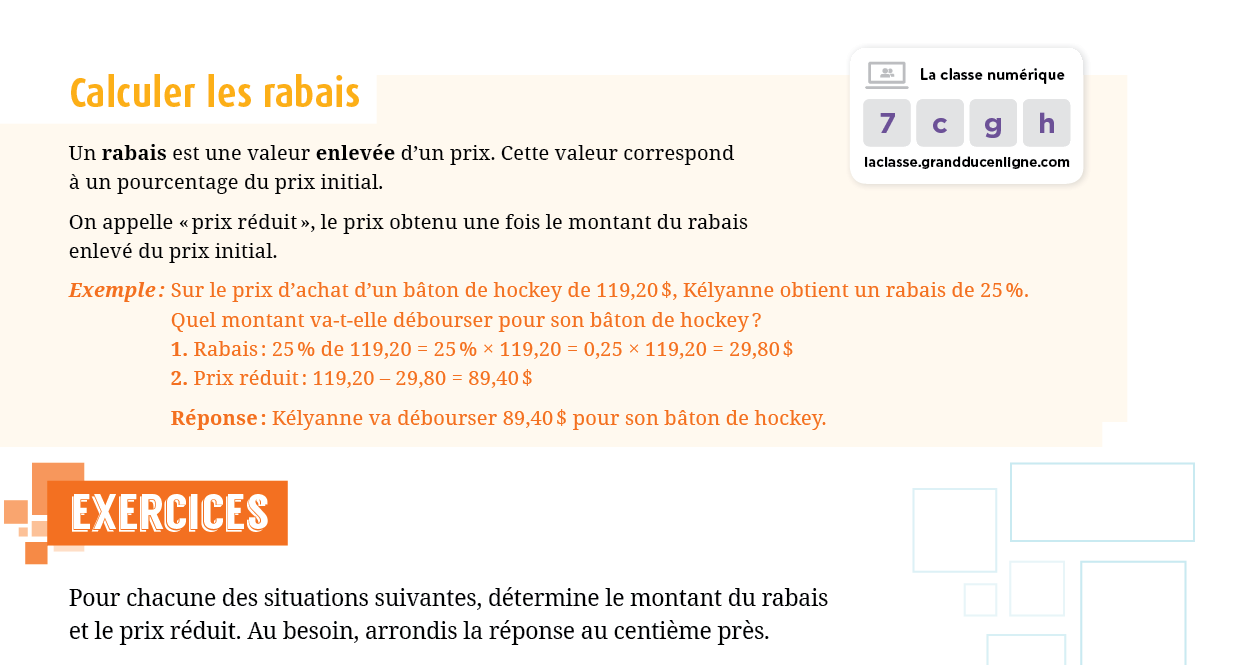 Calculer les rabais
La classe numérique
7 c g h
laclasse.grandducenligne.com
Un rabais est une valeur enlevée d’un prix. Cette valeur correspond
à un pourcentage du prix initial.
On appelle « prix réduit », le prix obtenu une fois le montant du rabais
enlevé du prix initial.
Exemple : Sur le prix d’achat d’un bâton de hockey de 119,20 $, Kélyanne obtient un rabais de 25 %.
Quel montant va-t-elle débourser pour son bâton de hockey ?
1. Rabais : 25 % de 119,20 = 25 % × 119,20 = 0,25 × 119,20 = 29,80 $
2. Prix réduit : 119,20 – 29,80 = 89,40 $
Réponse : Kélyanne va débourser 89,40 $ pour son bâton de hockey.
EXERCICES
Pour chacune des situations suivantes, détermine le montant du rabais
et le prix réduit. Au besoin, arrondis la réponse au centième près.